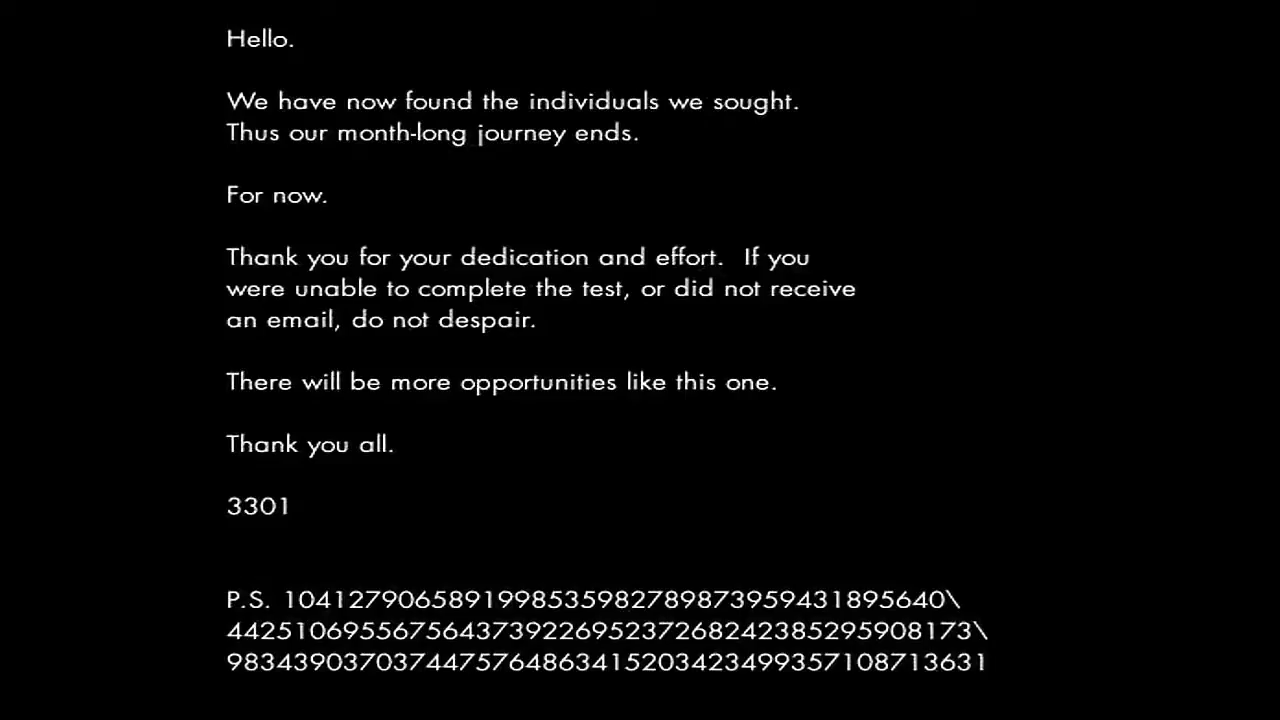 Hello.
We have now found the individuals we sought.
Thus our month-long journey ends.
For now.
Thank you for your dedication and effort.  If you
were unable to complete the test, or did not receive
an email, do not despair.
There will be more opportunities like this one.
Thank you all.
3301
P.S. 1041279065891998535982789873959431895640\
442510695567564373922695237268242385295908173\
9834390370374475764863415203423499357108713631